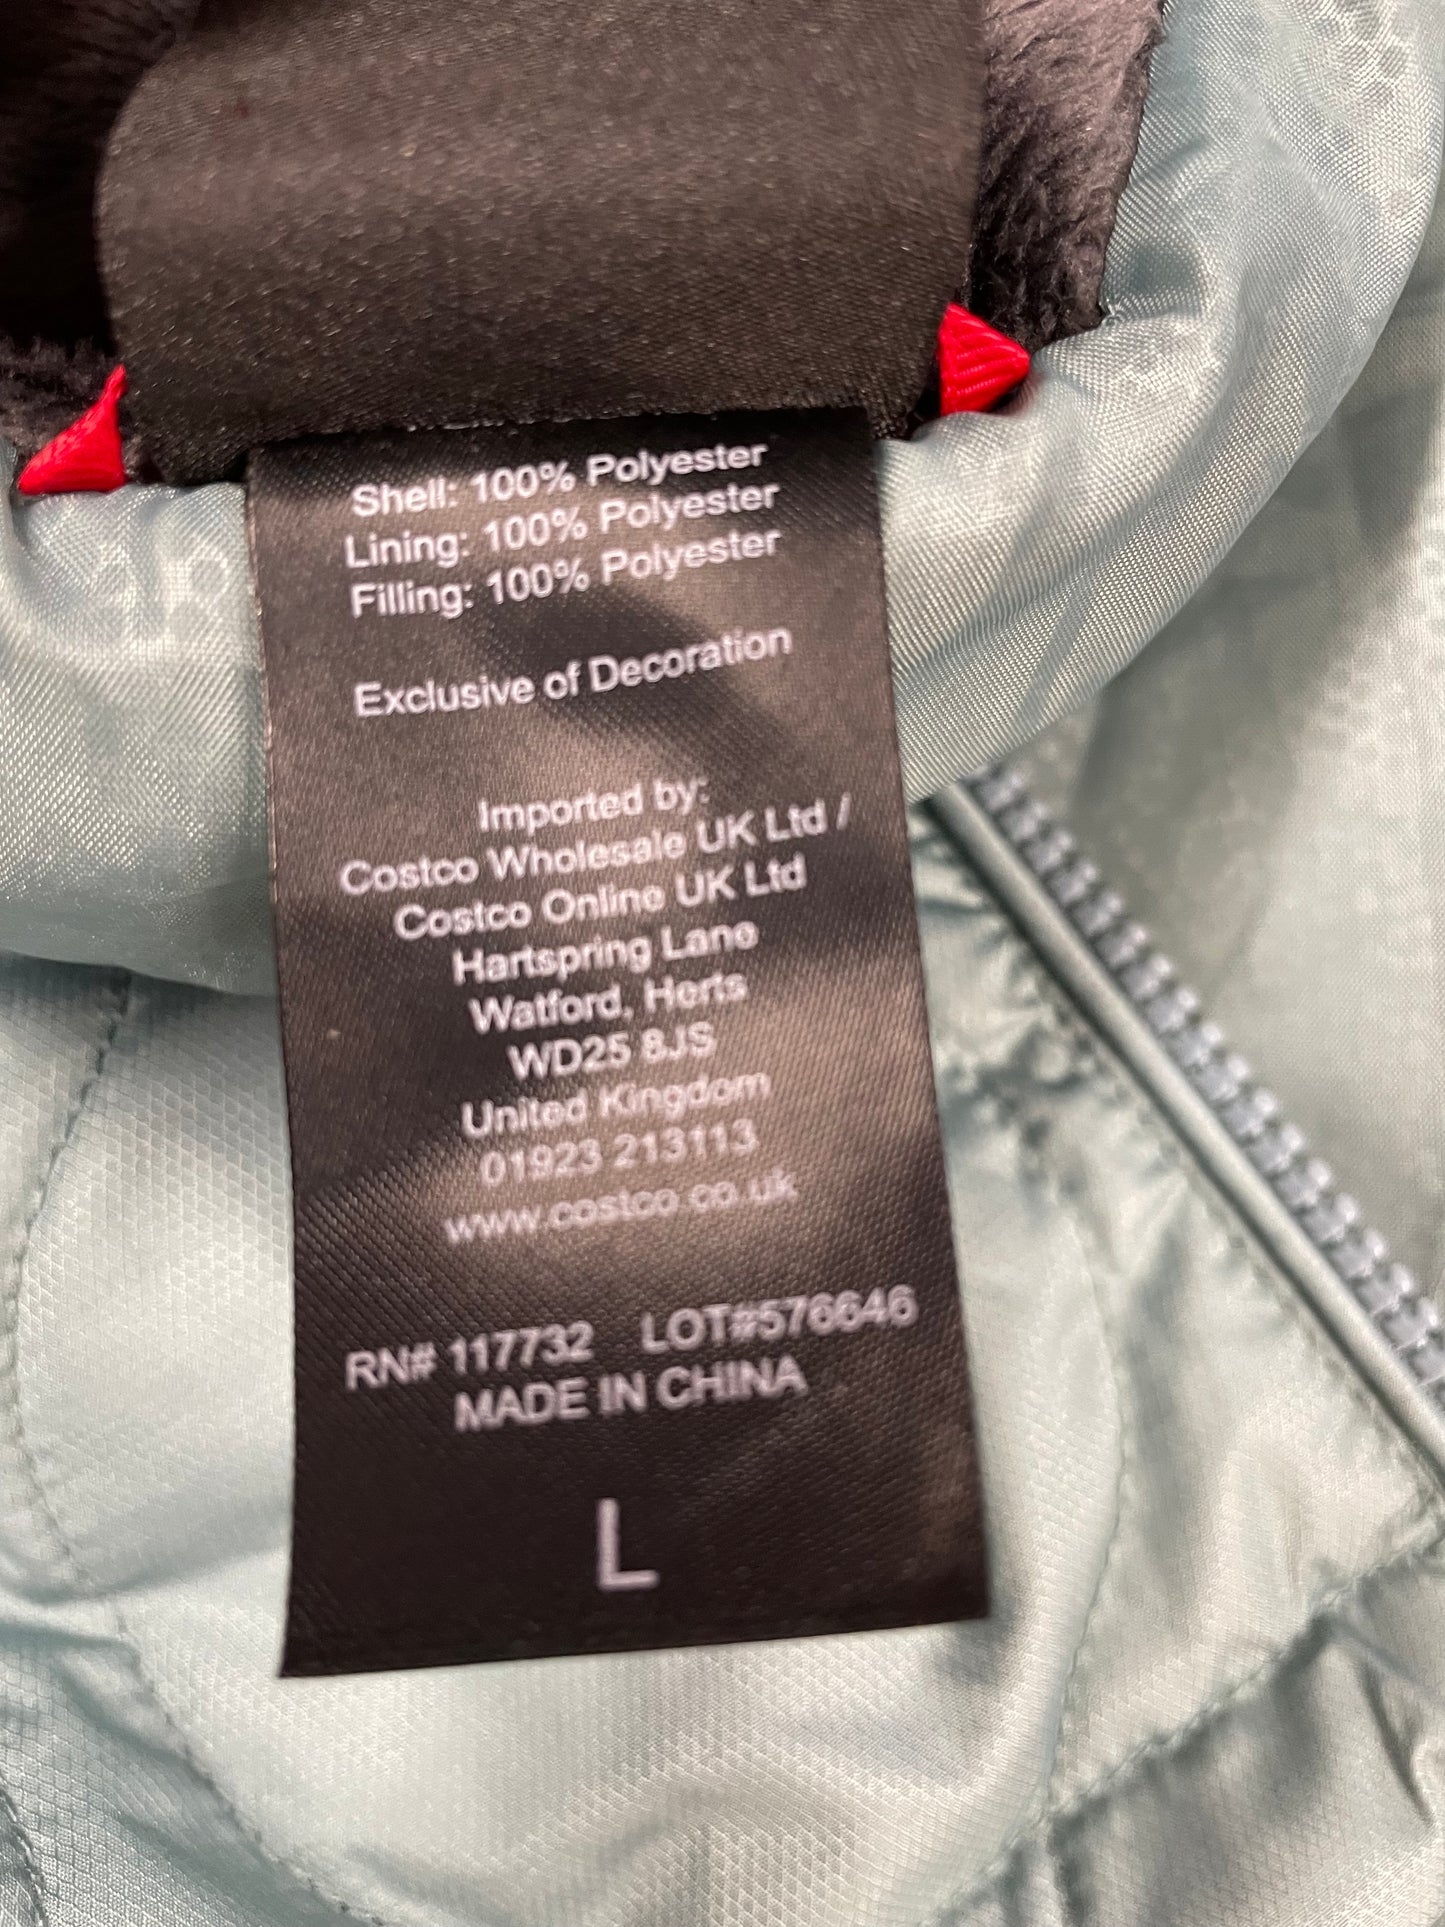 Shell: 100% Polyester
Lining: 100% Polyester
Filling: 100% Polyester
Exclusive of Decoration
Imported by:
Costco Wholesale UK Ltd /
Costco Online UK Ltd
Hartspring Lane
Watford, Herts
WD25 8JS
United Kingdom
01923 213113
www.costco.co.uk
RN# 117732 LOT#576646
MADE IN CHINA
L